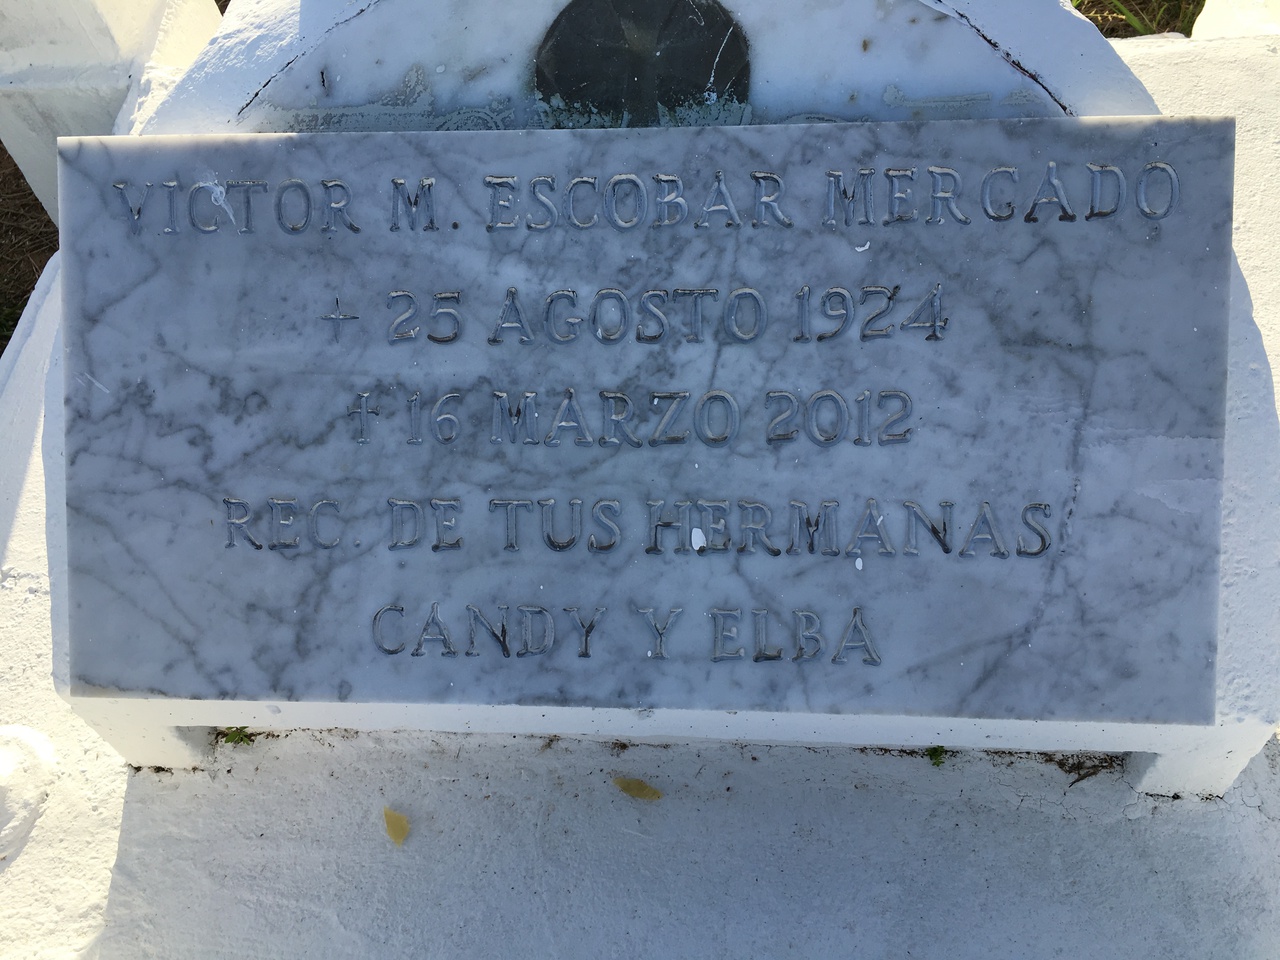 VICTOR M. ESCOBAR MERCADO
+ 25 AGOSTO 1924
† 16 MARZO 2012
REC. DE TUS HERMANAS
CANDY Y ELBA